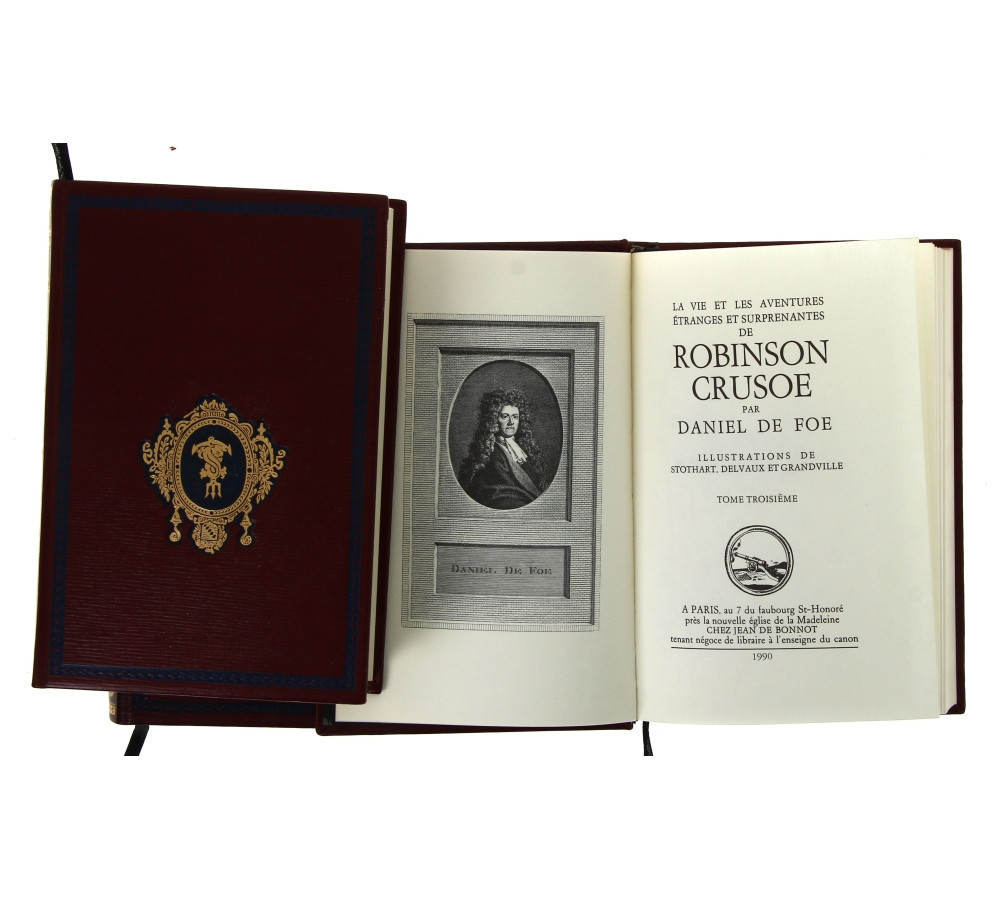 DANIEL DE FOE
LA VIE ET LES AVENTURES
ÉTRANGES ET SURPRENANTES
DE
ROBINSON
CRUSOE
PAR
DANIEL DE FOE
ILLUSTRATIONS DE
STOTHART, DELVAUX ET GRANDVILLE
TOME TROISIÈME
A PARIS, au 7 du faubourg St-Honoré
près la nouvelle église de la Madeleine
CHEZ JEAN DE BONNOT
tenant négoce de libraire à l'enseigne du canon
1990